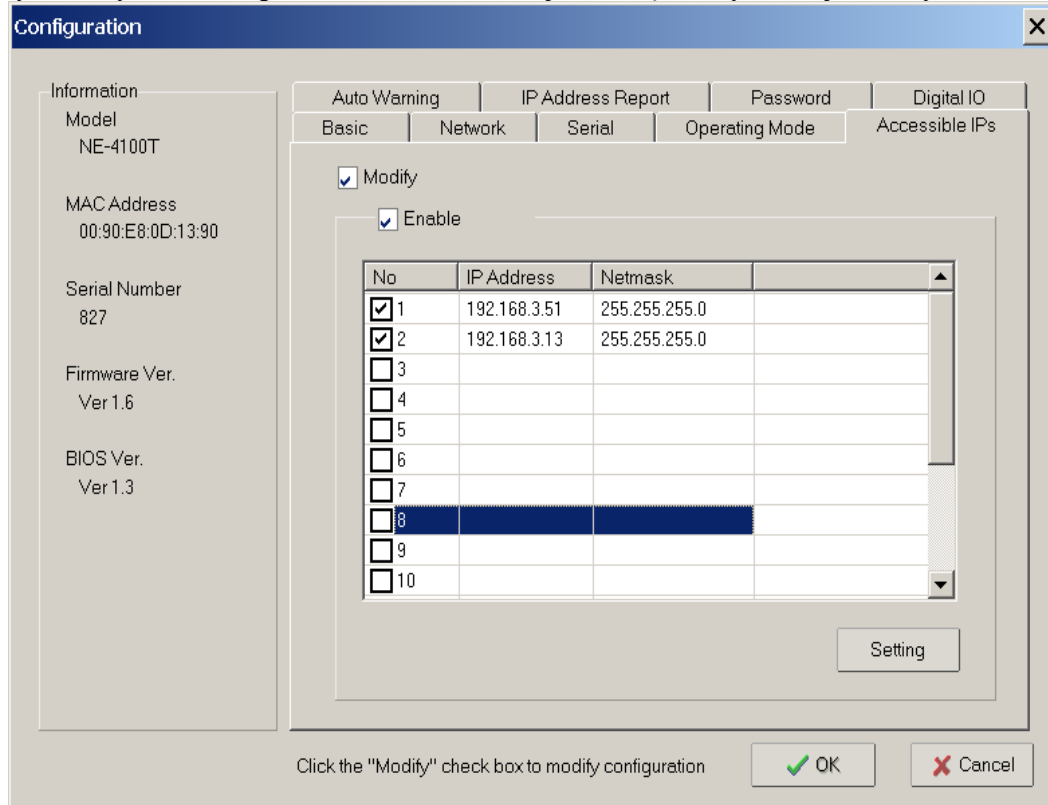 Configuration
Information
Model
NE-4100T
MAC Address
00:90:E8:0D:13:90
Serial Number
827
Firmware Ver.
Ver 1.6
BIOS Ver.
Ver 1.3
Auto Warning IP Address Report Password Digital IO
Basic Network Serial Operating Mode Accessible IPs
Modify
Enable
No IP Address Netmask
1 192.168.3.51 255.255.255.0
2 192.168.3.13 255.255.255.0
3
4
5
6
7
8
9
10
Setting
Click the "Modify" check box to modify configuration OK Cancel